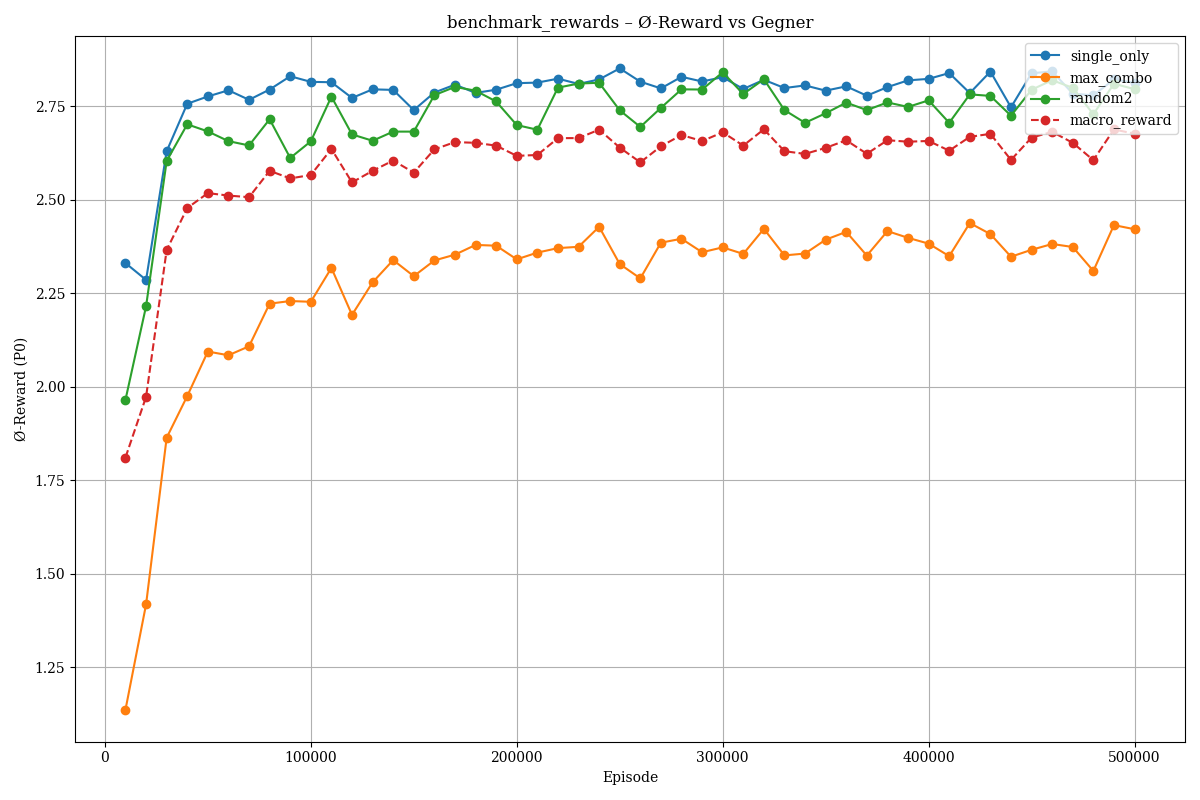 benchmark_rewards – Ø-Reward vs Gegner
single_only
max_combo
random2
macro_reward
Ø-Reward (P0)
2.75
2.50
2.25
2.00
1.75
1.50
1.25
0
100000
200000
300000
400000
500000
Episode